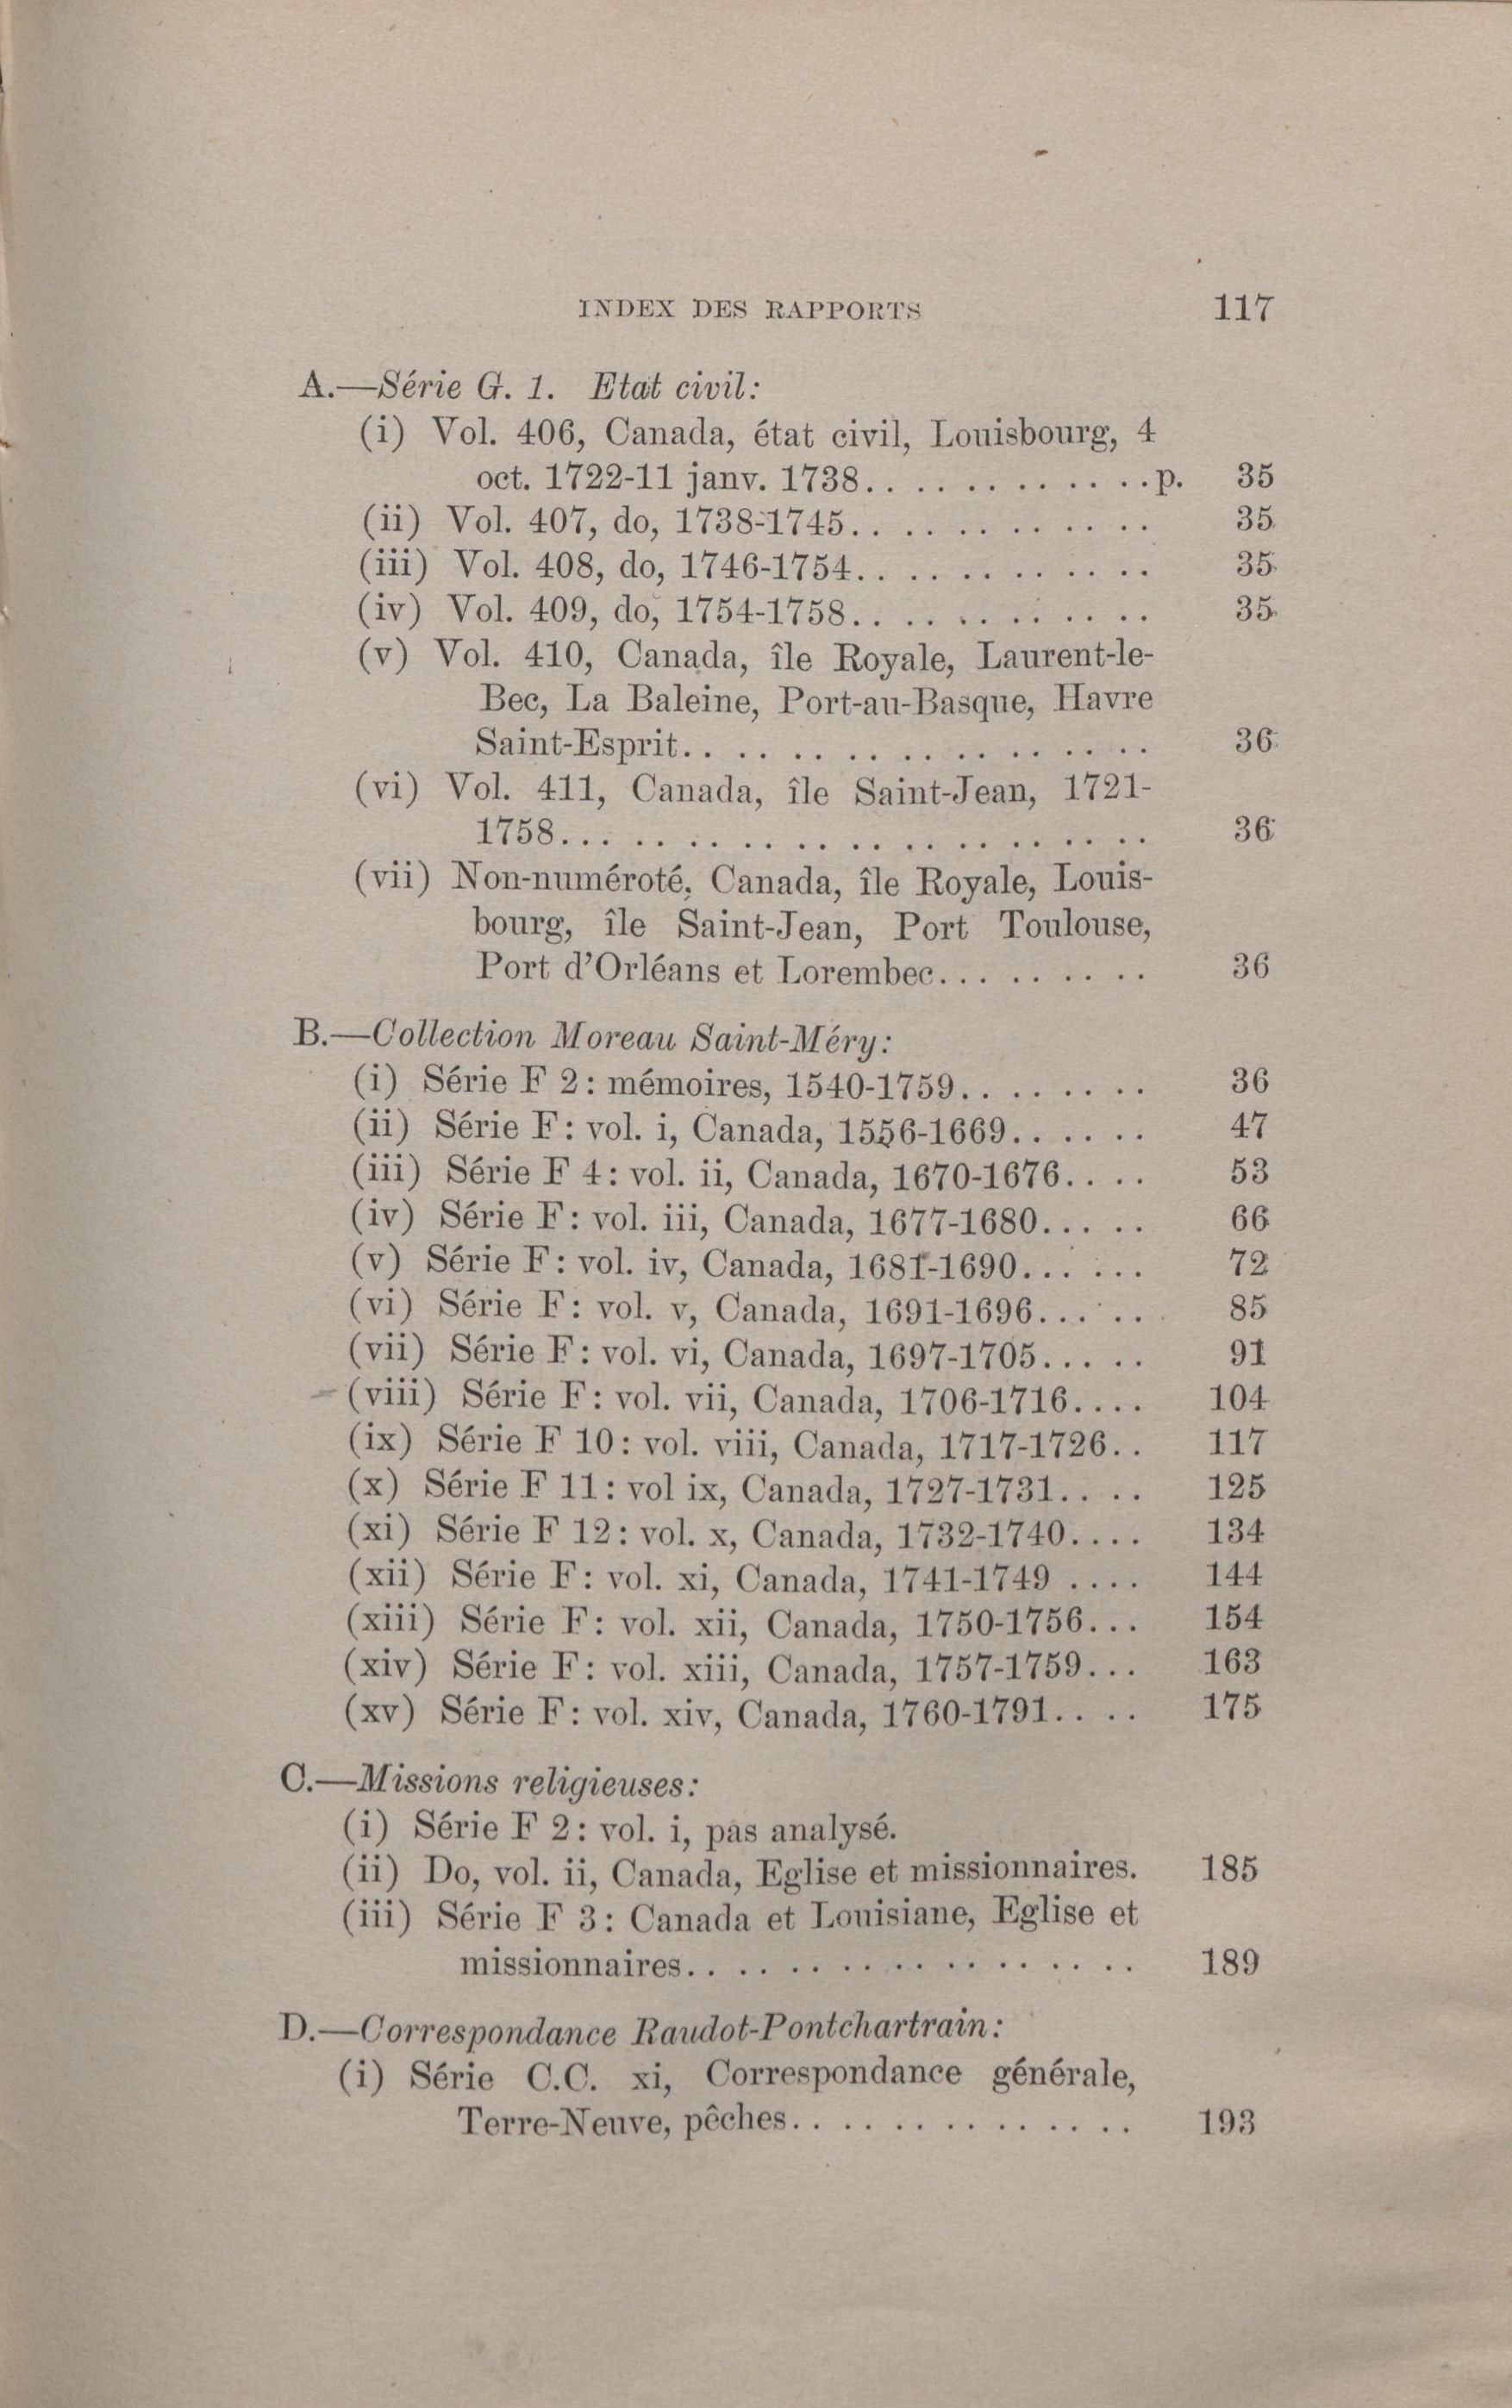 INDEX DES RAPPORTS 117
A.—Série G. 1. Etat civil:
(i) Vol. 406, Canada, état civil, Louisbourg, 4
oct. 1722-11 janv. 1738.............p. 35
(ii) Vol. 407, do, 1738-1745............. 35
(iii) Vol. 408, do, 1746-1754............. 35
(iv) Vol. 409, do, 1754-1758............. 35
(v) Vol. 410, Canada, île Royale, Laurent-le-
Bec, La Baleine, Port-au-Basque, Havre
Saint-Esprit................... 36
(vi) Vol. 411, Canada, île Saint-Jean, 1721-
1758........................ 36
(vii) Non-numéroté, Canada, île Royale, Louis-
bourg, île Saint-Jean, Port Toulouse,
Port d'Orléans et Lorembec......... 36
B.—Collection Moreau Saint-Méry:
(i) Série F 2: mémoires, 1540-1759........ 36
(ii) Série F: vol. i, Canada, 1556-1669...... 47
(iii) Série F 4: vol. ii, Canada, 1670-1676.... 53
(iv) Série F: vol. iii, Canada, 1677-1680..... 66
(v) Série F: vol. iv, Canada, 1681-1690...... 72
(vi) Série F: vol. v, Canada, 1691-1696..... 85
(vii) Série F: vol. vi, Canada, 1697-1705..... 91
(viii) Série F: vol. vii, Canada, 1706-1716.... 104
(ix) Série F 10: vol. viii, Canada, 1717-1726.. 117
(x) Série F 11: vol ix, Canada, 1727-1731.... 125
(xi) Série F 12: vol. x, Canada, 1732-1740.... 134
(xii) Série F: vol. xi, Canada, 1741-1749 .... 144
(xiii) Série F: vol. xii, Canada, 1750-1756... 154
(xiv) Série F: vol. xiii, Canada, 1757-1759... 163
(xv) Série F: vol. xiv, Canada, 1760-1791.... 175
C.—Missions religieuses:
(i) Série F 2: vol. i, pas analysé.
(ii) Do, vol. ii, Canada, Eglise et missionnaires. 185
(iii) Série F 3: Canada et Louisiane, Eglise et
missionnaires.................. 189
D.—Correspondance Raudot-Pontchartrain:
(i) Série C.C. xi, Correspondance générale,
Terre-Neuve, pêches.............. 193